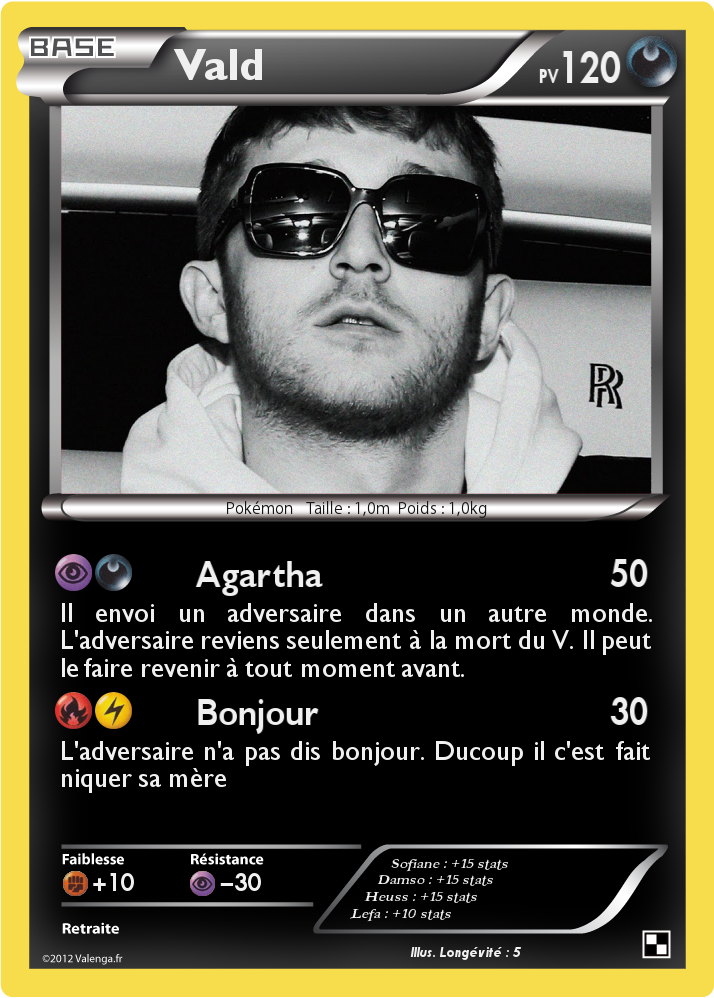 BASE
Vald
PV 120
RR
Pokémon Taille : 1,0m Poids : 1,0kg
Agartha 50
Il envoi un adversaire dans un autre monde.
L'adversaire reviens seulement à la mort du V. Il peut
le faire revenir à tout moment avant.
Bonjour 30
L'adversaire n'a pas dis bonjour. Ducoup il c'est fait
niquer sa mère
Faiblesse
+10
Résistance
–30
Sofiane : +15 stats
Damso : +15 stats
Heuss : +15 stats
Lefa : +10 stats
Retraite
Illus. Longévité : 5
©2012 Valenga.fr